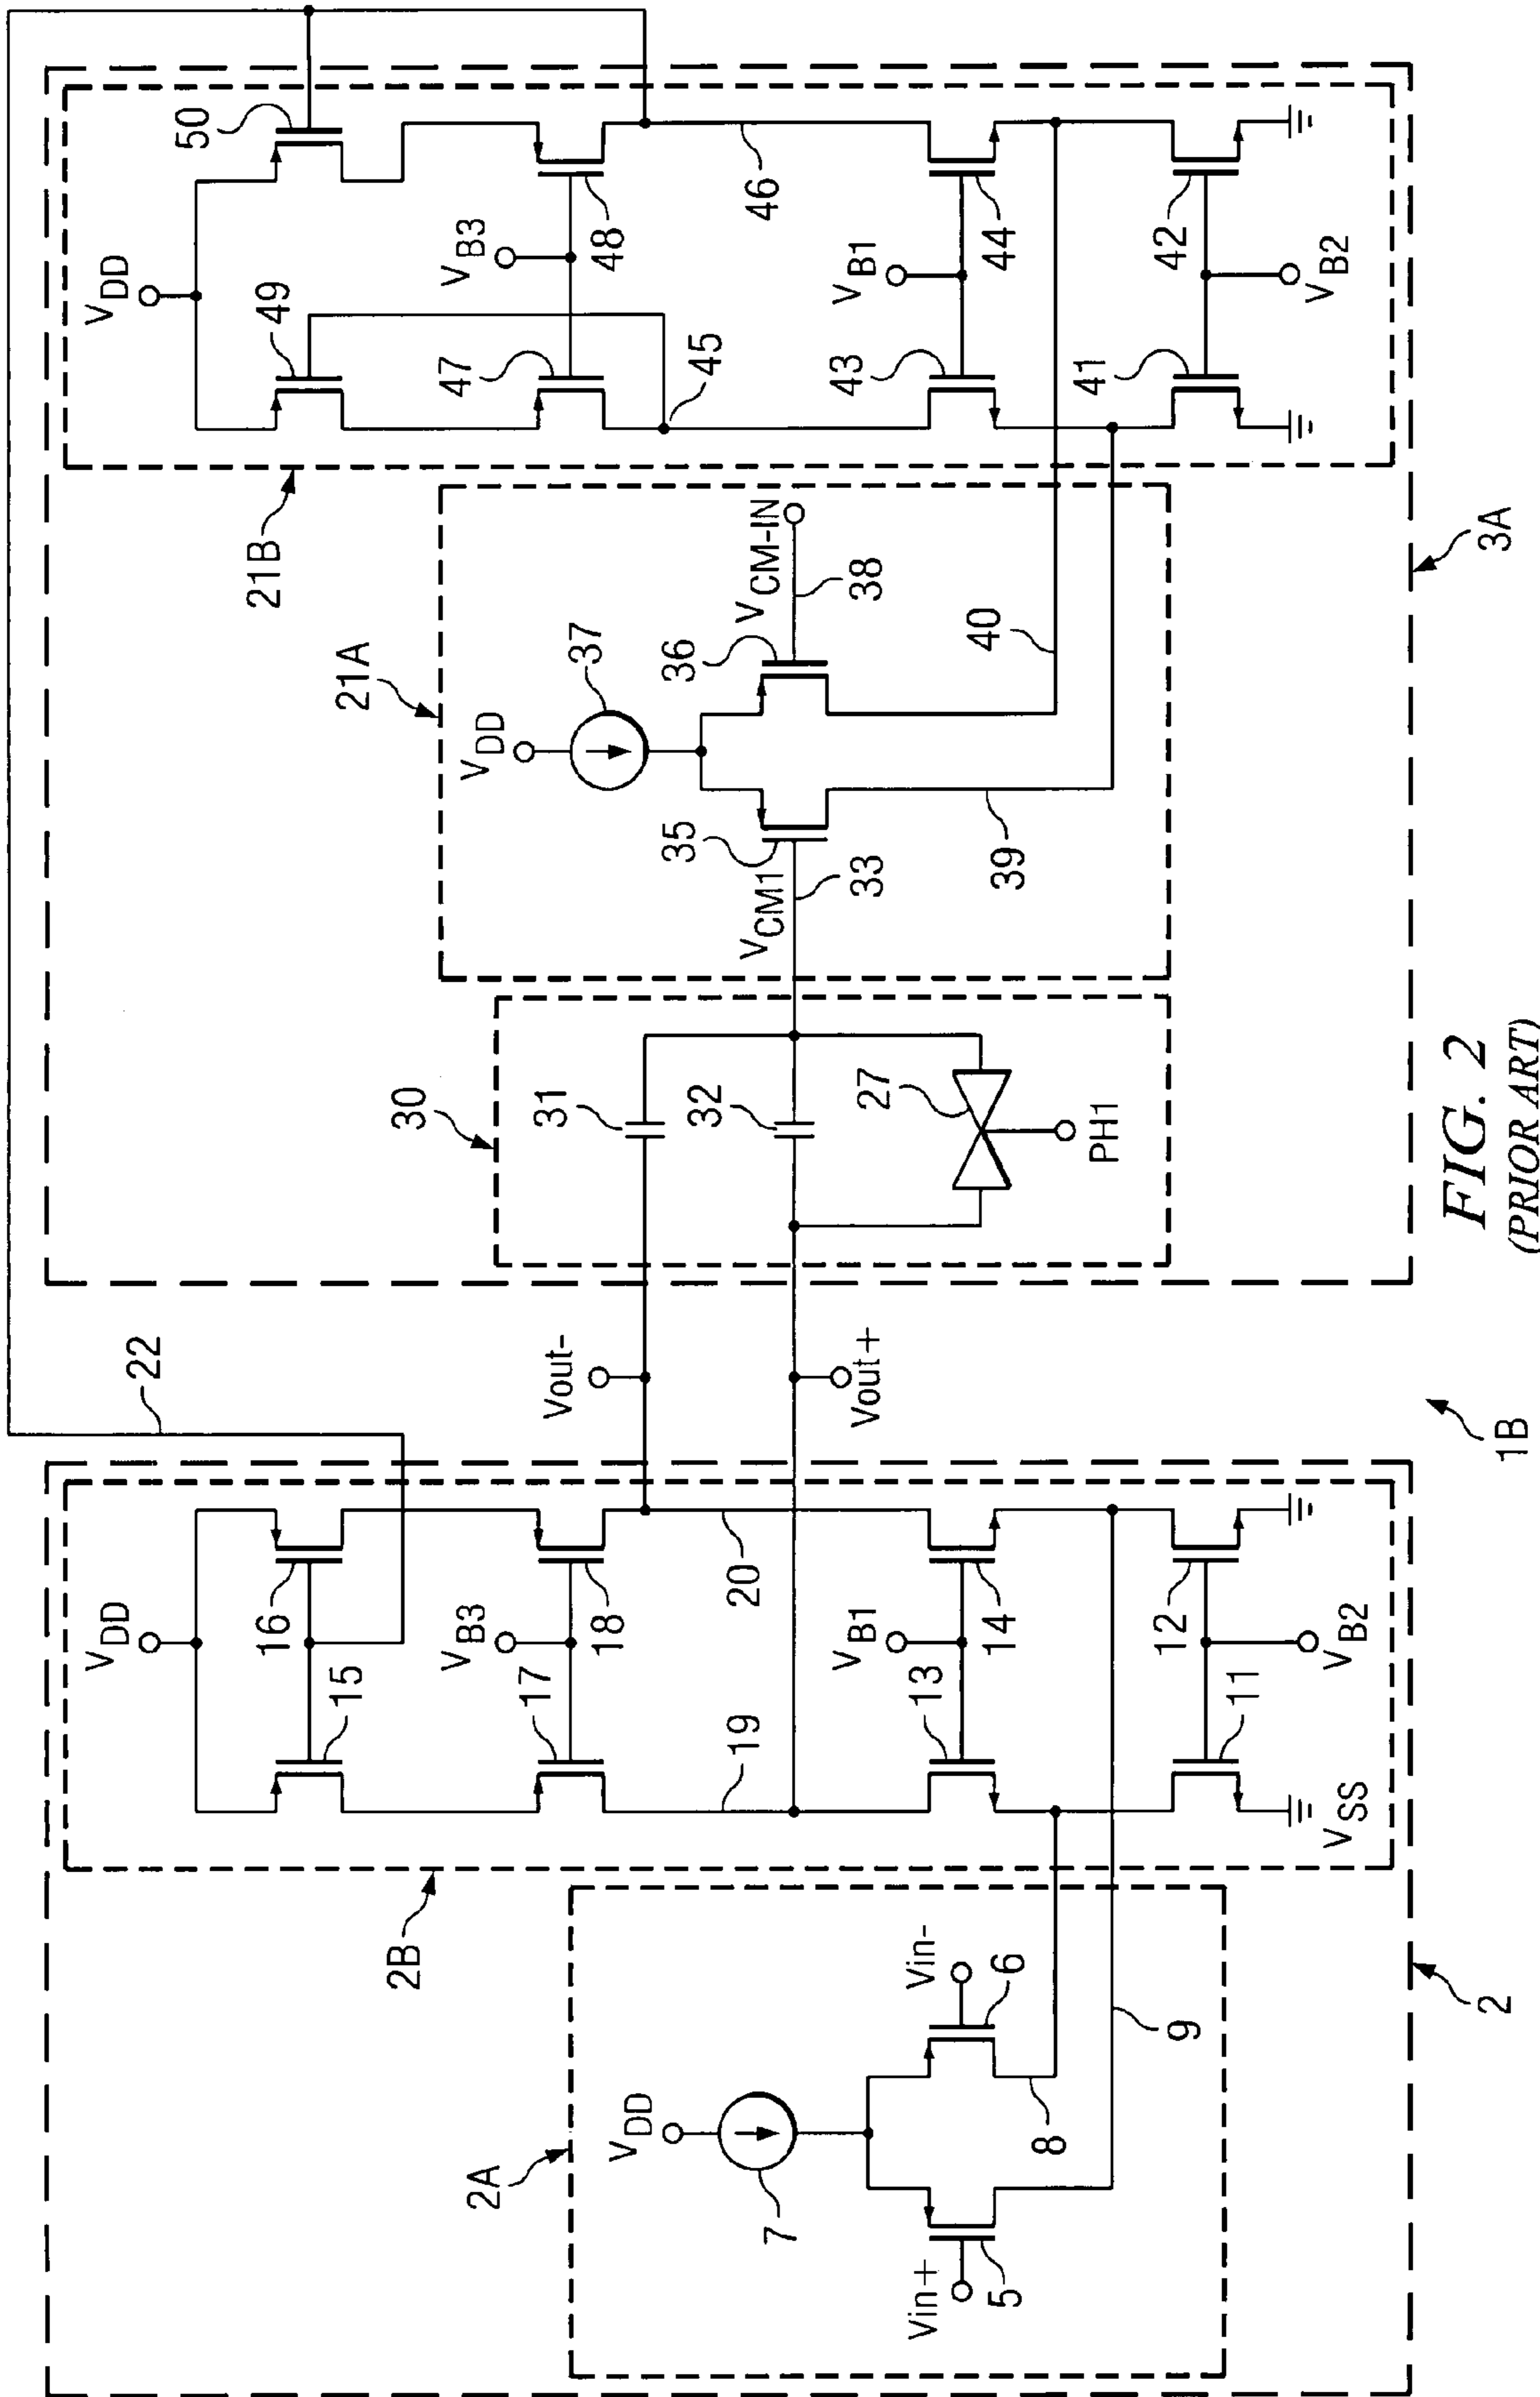 22
V_DD
16
15
V_B3
18
17
19
20
V_B1
14
13
12
11
V_B2
V_SS
2B
2A
V_DD
7
Vin+
5
Vin-
6
8
9
2
Vout-
Vout+
1B
30
31
32
27
PH1
21A
V_DD
37
V_CM1
33
35
36
V_CM-IN
38
39
40
21B
V_DD
49
50
V_B3
47
48
45
46
V_B1
43
44
41
42
V_B2
3A
FIG. 2
(PRIOR ART)